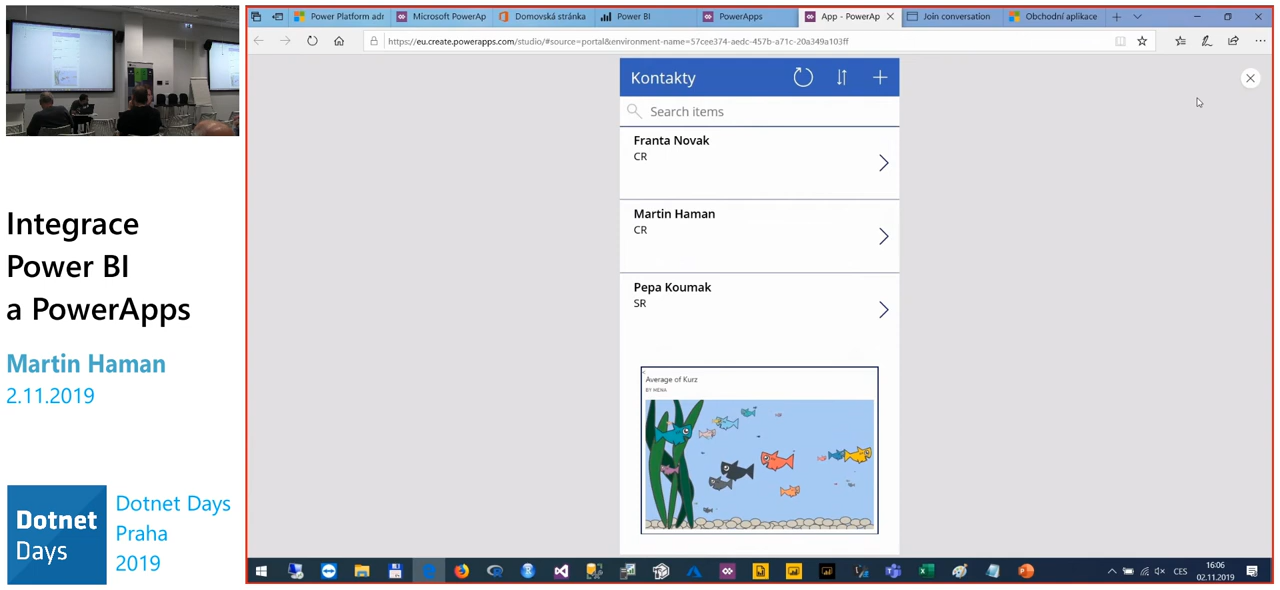 Integrace
Power BI
a PowerApps
Martin Haman
2.11.2019
Dotnet
Days
Dotnet Days
Praha
2019
Power Platform adr
Microsoft PowerAp
Domovská stránka
Power BI
PowerApps
App - PowerAp
Join conversation
Obchodní aplikace
https://eu.create.powerapps.com/studio/#source=portal&environment-name=57cee374-aedc-457b-a71c-20a349a103ff
Kontakty
Search items
Franta Novak
CR
Martin Haman
CR
Pepa Koumak
SR
Average of Kurz
BY MENA
CES
16:06
02.11.2019